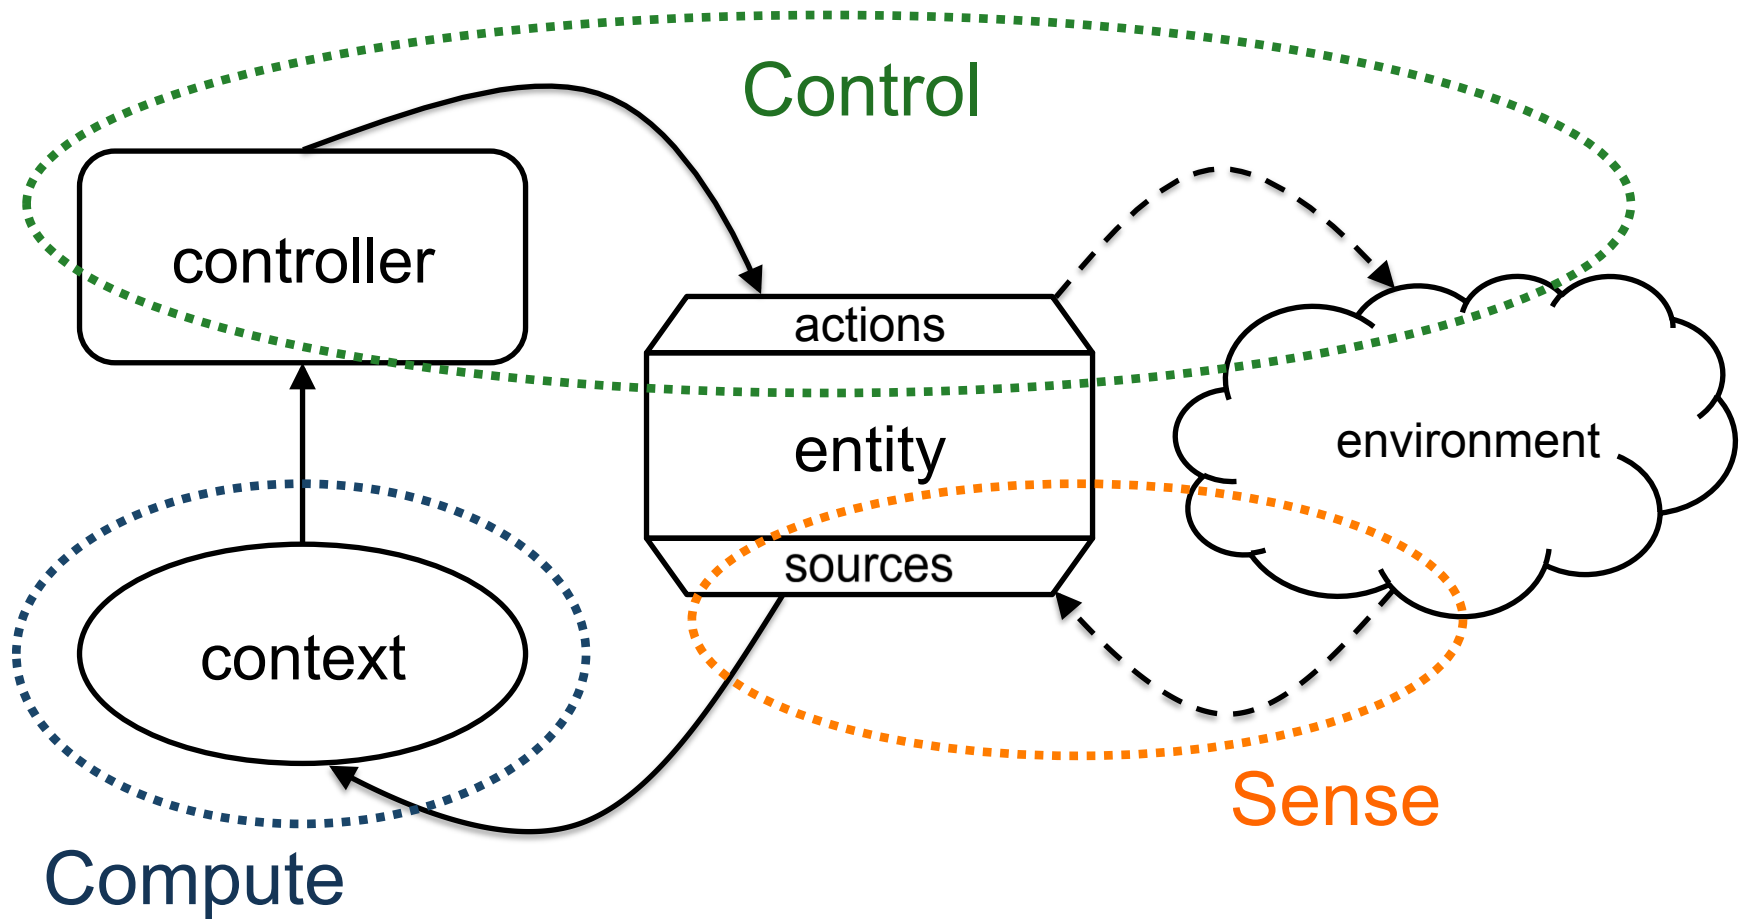 Control
controller
actions
entity
environment
sources
context
Sense
Compute